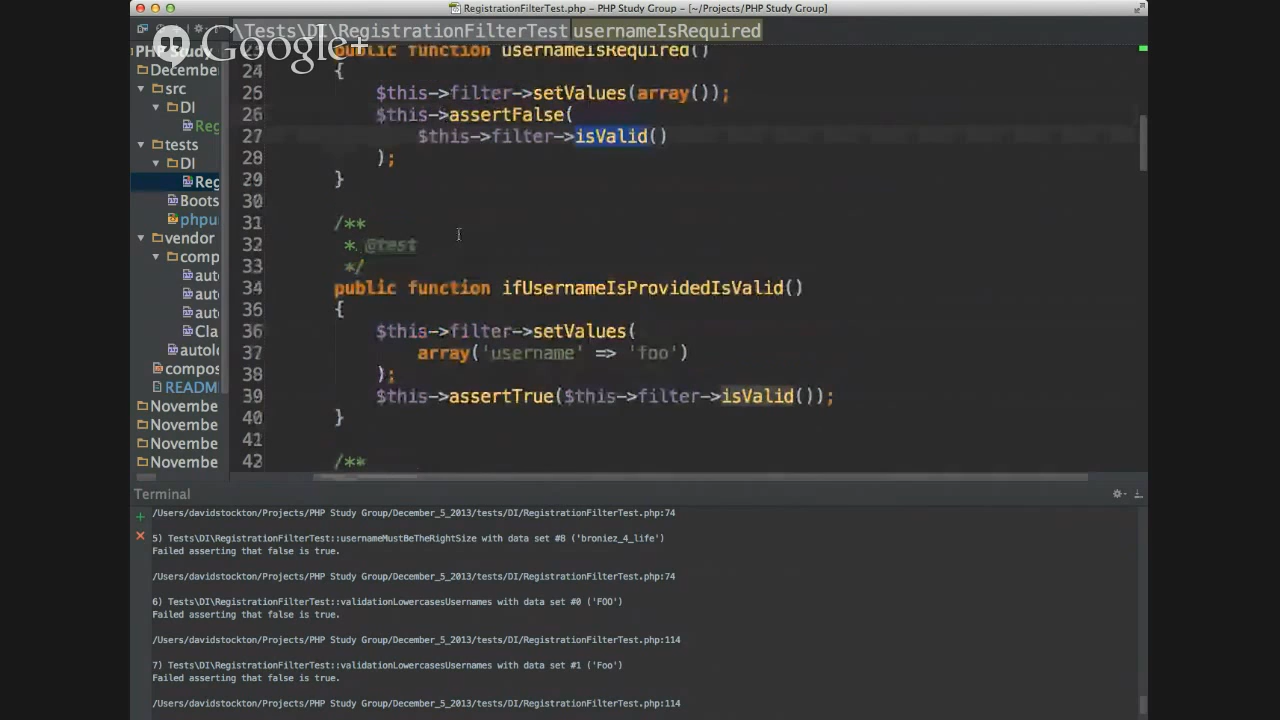 RegistrationFilterTest.php - PHP Study Group - [~/Projects/PHP Study Group]
\Tests\DI\RegistrationFilterTest usernameIsRequired
Google+
PHP Study
December
src
DI
Reg
tests
DI
Reg
Boots
phpu
vendor
comp
auto
auto
auto
Cla
autolo
compos
README
Novembe
Novembe
Novembe
Novembe
public function usernameIsRequired()
24 {
25 $this->filter->setValues(array());
26 $this->assertFalse(
27 $this->filter->isValid()
28 );
29 }
30
31 /**
32 * @test
33 */
34 public function ifUsernameIsProvidedIsValid()
36 {
36 $this->filter->setValues(
37 array('username' => 'foo')
38 );
39 $this->assertTrue($this->filter->isValid());
40 }
41
42 /**
Terminal
/Users/davidstockton/Projects/PHP Study Group/December_5_2013/tests/DI/RegistrationFilterTest.php:74
5) Tests\DI\RegistrationFilterTest::usernameMustBeTheRightSize with data set #8 ('broniez_4_life')
Failed asserting that false is true.
/Users/davidstockton/Projects/PHP Study Group/December_5_2013/tests/DI/RegistrationFilterTest.php:74
6) Tests\DI\RegistrationFilterTest::validationLowercasesUsernames with data set #0 ('FOO')
Failed asserting that false is true.
/Users/davidstockton/Projects/PHP Study Group/December_5_2013/tests/DI/RegistrationFilterTest.php:114
7) Tests\DI\RegistrationFilterTest::validationLowercasesUsernames with data set #1 ('Foo')
Failed asserting that false is true.
/Users/davidstockton/Projects/PHP Study Group/December_5_2013/tests/DI/RegistrationFilterTest.php:114